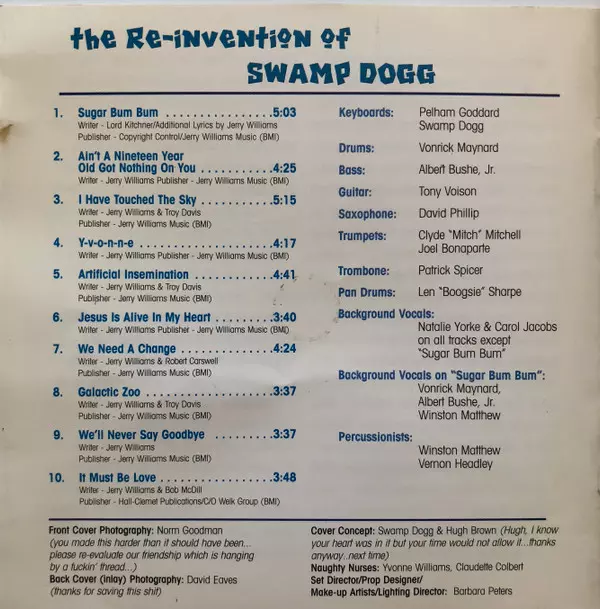 the Re-invention of
SWAMP DOGG
1. Sugar Bum Bum ................5:03
Writer - Lord Kitchner/Additional Lyrics by Jerry Williams
Publisher - Copyright Control/Jerry Williams Music (BMI)
2. Ain't A Nineteen Year
Old Got Nothing On You ..........4:25
Writer - Jerry Williams Publisher - Jerry Williams Music (BMI)
3. I Have Touched The Sky ..........5:15
Writer - Jerry Williams & Troy Davis
Publisher - Jerry Williams Music (BMI)
4. Y-v-o-n-n-e ....................4:17
Writer - Jerry Williams Publisher - Jerry Williams Music (BMI)
5. Artificial Insemination ............4:41
Writer - Jerry Williams & Troy Davis
Publisher - Jerry Williams Music (BMI)
6. Jesus Is Alive In My Heart .........3:40
Writer - Jerry Williams Publisher - Jerry Williams Music (BMI)
7. We Need A Change ..............4:24
Writer - Jerry Williams & Robert Carswell
Publisher - Jerry Williams Music (BMI)
8. Galactic Zoo ...................3:37
Writer - Jerry Williams & Troy Davis
Publisher - Jerry Williams Music (BMI)
9. We'll Never Say Goodbye .........3:37
Writer - Jerry Williams
Publisher - Jerry Williams Music (BMI)
10. It Must Be Love ................3:48
Writer - Jerry Williams & Bob McDill
Publisher - Hall-Clemet Publications/C/O Welk Group (BMI)
Keyboards: Pelham Goddard
Swamp Dogg
Drums: Vonrick Maynard
Bass: Albert Bushe, Jr.
Guitar: Tony Voison
Saxophone: David Phillip
Trumpets: Clyde "Mitch" Mitchell
Joel Bonaparte
Trombone: Patrick Spicer
Pan Drums: Len "Boogsie" Sharpe
Background Vocals:
Natalie Yorke & Carol Jacobs
on all tracks except
"Sugar Bum Bum"
Background Vocals on "Sugar Bum Bum":
Vonrick Maynard,
Albert Bushe, Jr.
Winston Matthew
Percussionists:
Winston Matthew
Vernon Headley
Front Cover Photography: Norm Goodman
(you made this harder than it should have been...
please re-evaluate our friendship which is hanging
by a fuckin' thread...)
Back Cover (inlay) Photography: David Eaves
(thanks for saving this shit)
Cover Concept: Swamp Dogg & Hugh Brown (Hugh, I know
your heart was in it but your time would not allow it...thanks
anyway..next time)
Naughty Nurses: Yvonne Williams, Claudette Colbert
Set Director/Prop Designer/
Make-up Artists/Lighting Director: Barbara Peters